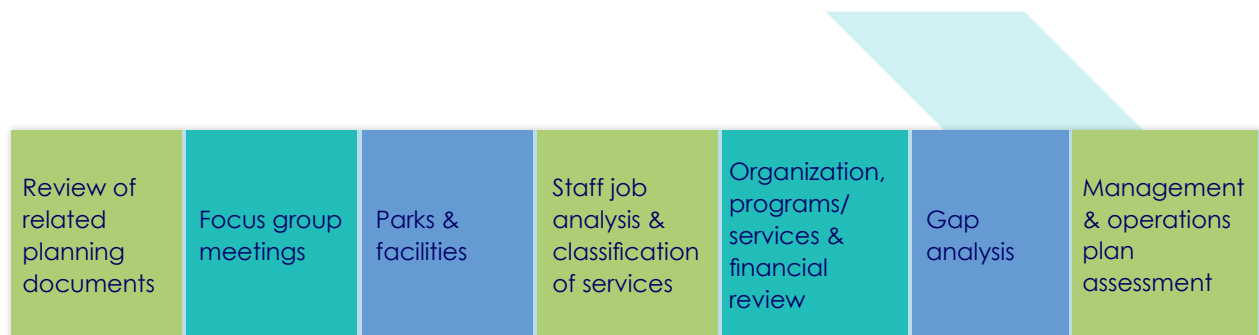 Review of
related
planning
documents
Focus group
meetings
Parks &
facilities
Staff job
analysis &
classification
of services
Organization,
programs/
services &
financial
review
Gap
analysis
Management
& operations
plan
assessment